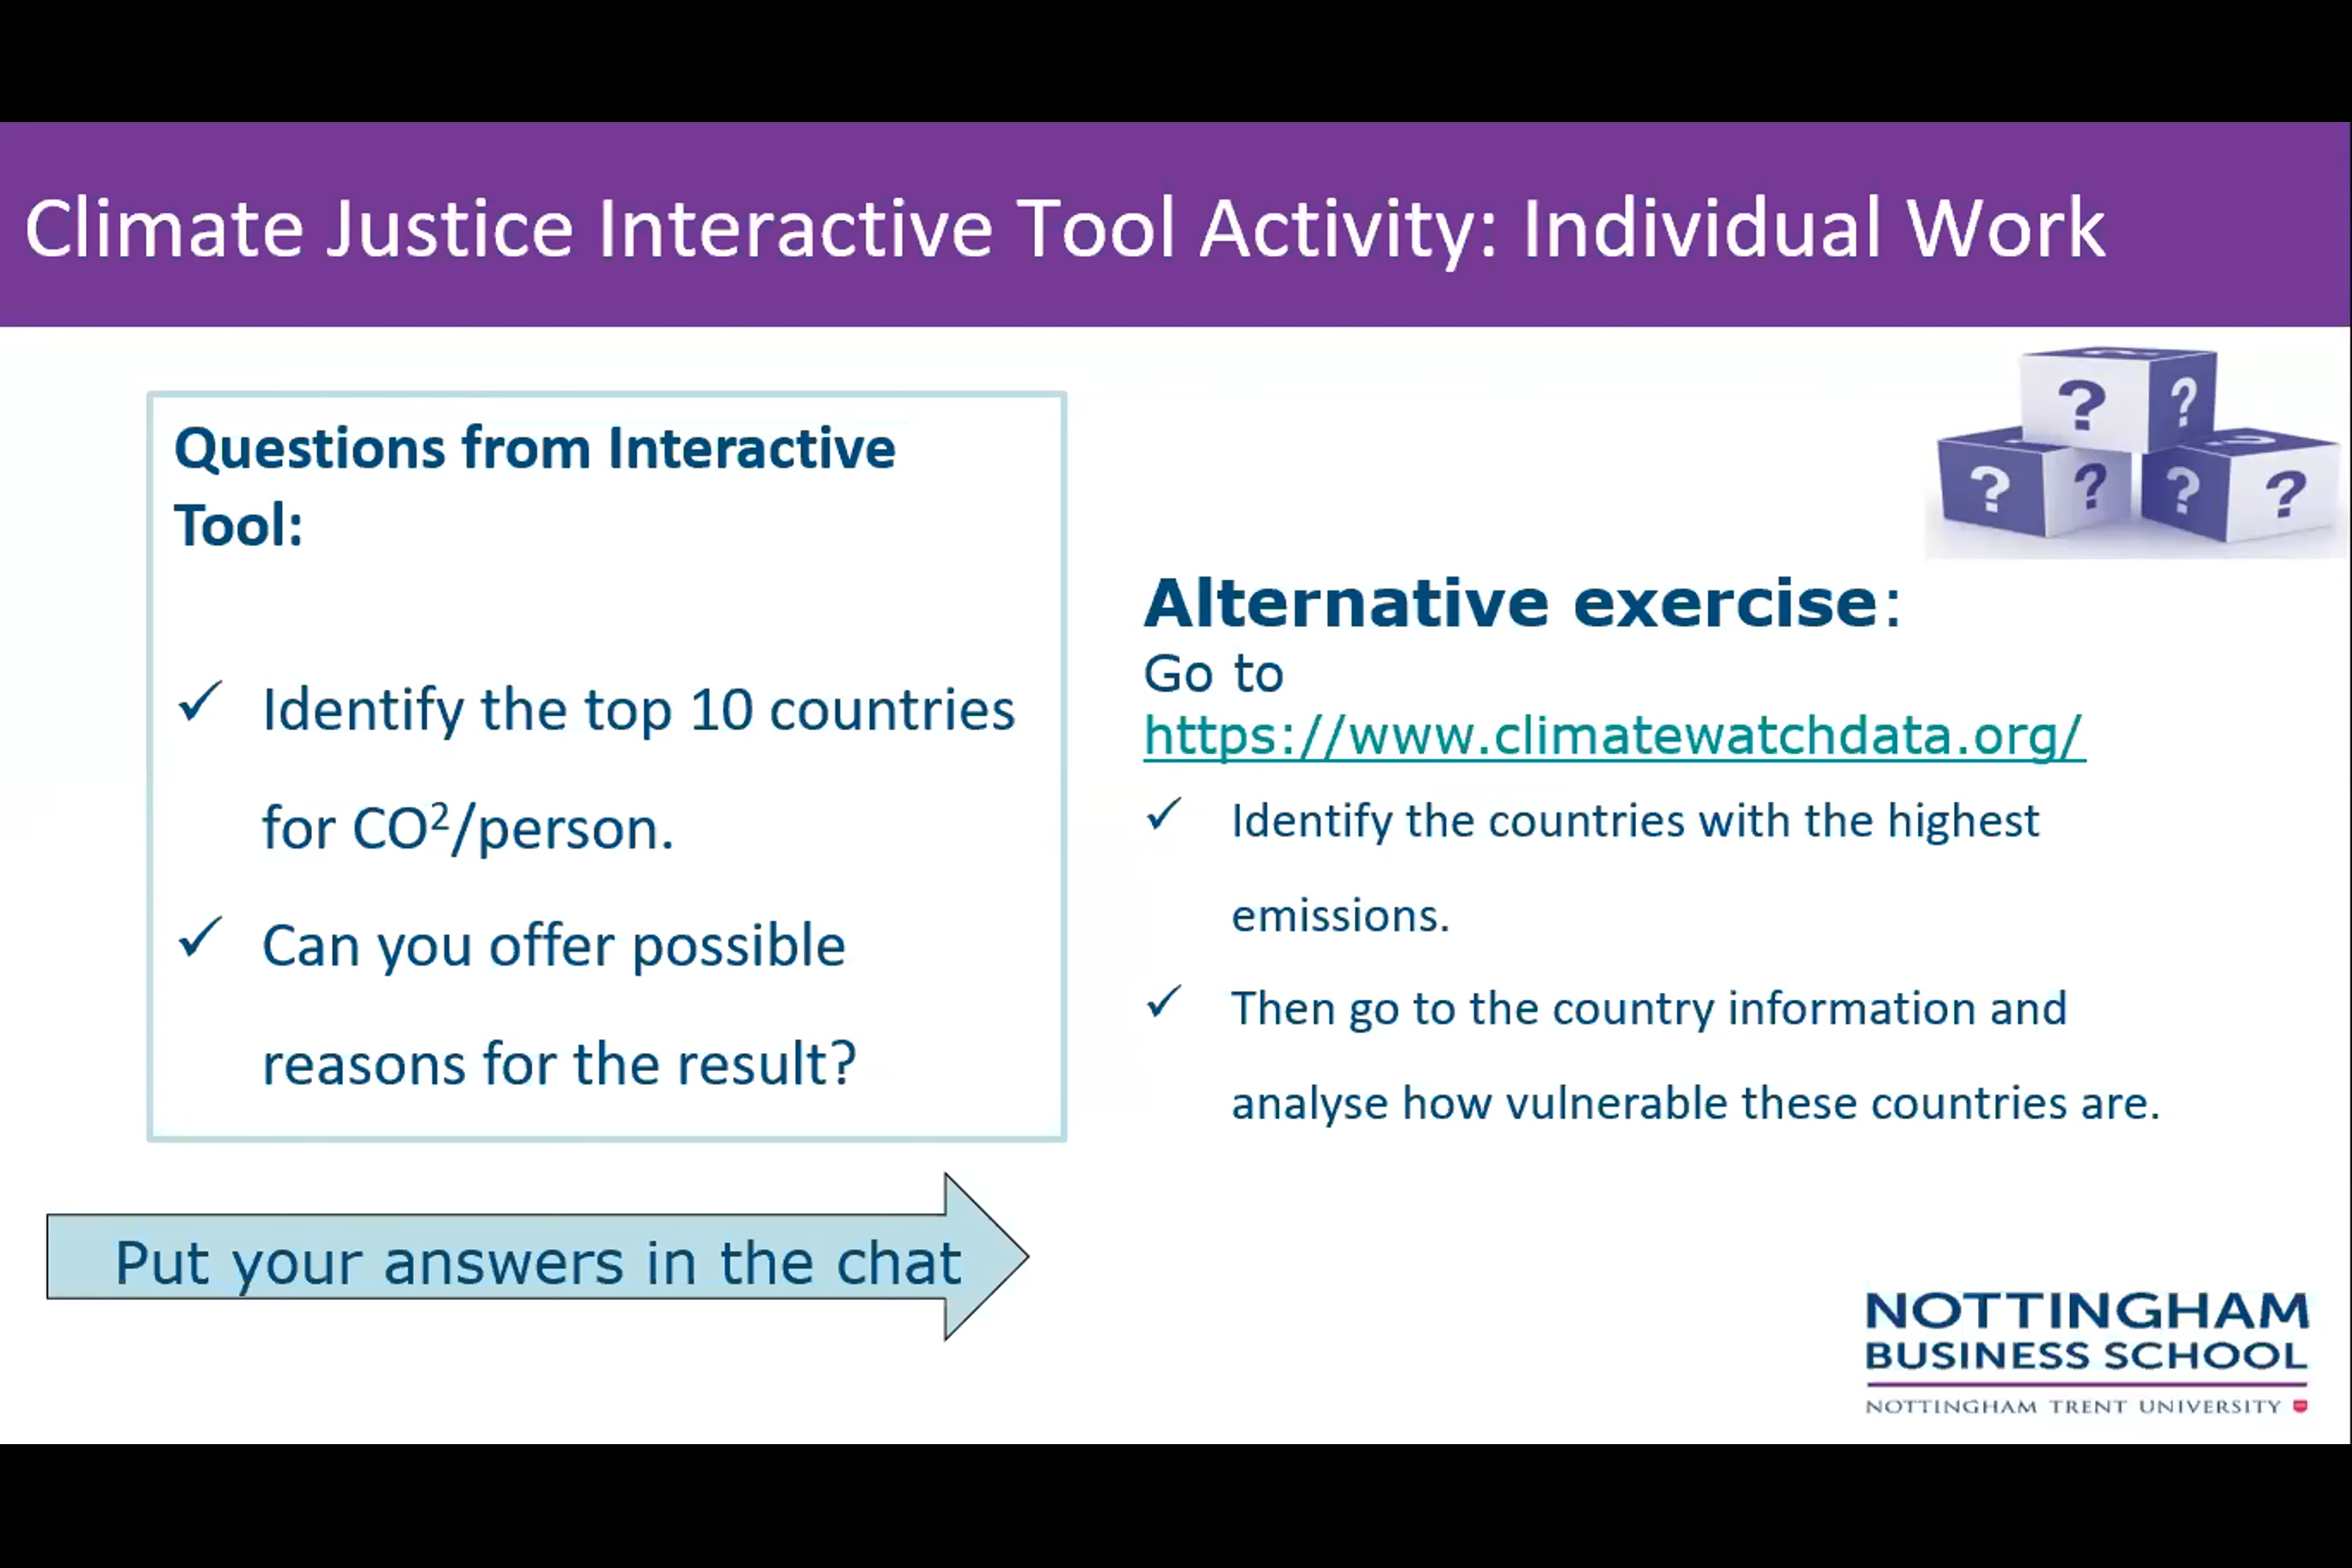 Climate Justice Interactive Tool Activity: Individual Work
Questions from Interactive
Tool:
✓ Identify the top 10 countries
for CO²/person.
✓ Can you offer possible
reasons for the result?
Put your answers in the chat
? ?
? ? ? ?
Alternative exercise:
Go to
https://www.climatewatchdata.org/
✓ Identify the countries with the highest
emissions.
✓ Then go to the country information and
analyse how vulnerable these countries are.
NOTTINGHAM
BUSINESS SCHOOL
NOTTINGHAM TRENT UNIVERSITY